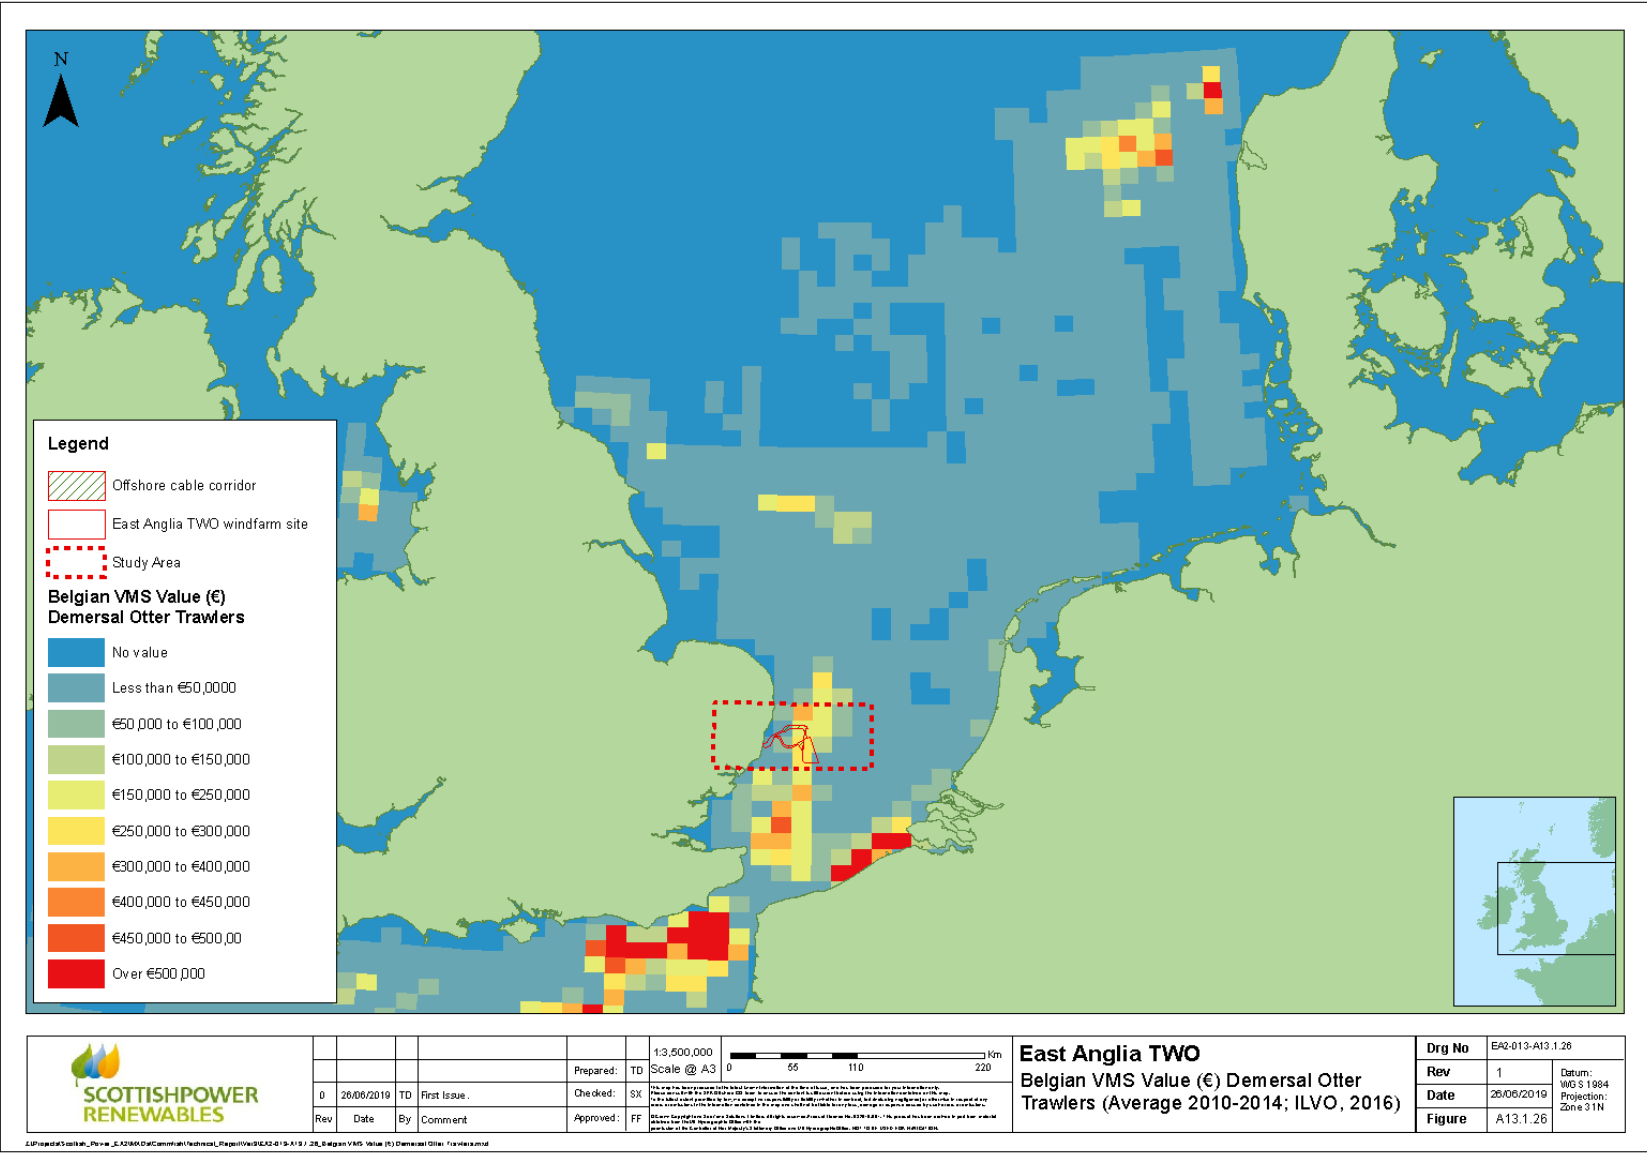 N
Legend
Offshore cable corridor
East Anglia TWO windfarm site
Study Area
Belgian VMS Value (€)
Demersal Otter Trawlers
No value
Less than €50,0000
€50,000 to €100,000
€100,000 to €150,000
€150,000 to €250,000
€250,000 to €300,000
€300,000 to €400,000
€400,000 to €450,000
€450,000 to €500,00
Over €500,000
SCOTTISHPOWER
RENEWABLES
0 26/06/2019 TD First Issue.
Rev Date By Comment
Prepared: TD
Checked: SX
Approved: FF
1:3,500,000
Scale @ A3
0 55 110 220 Km
East Anglia TWO
Belgian VMS Value (€) Demersal Otter
Trawlers (Average 2010-2014; ILVO, 2016)
Drg No EA2-013-A13.1.26
Rev 1
Date 26/06/2019
Figure A13.1.26
Datum:
WGS 1984
Projection:
Zone 31N